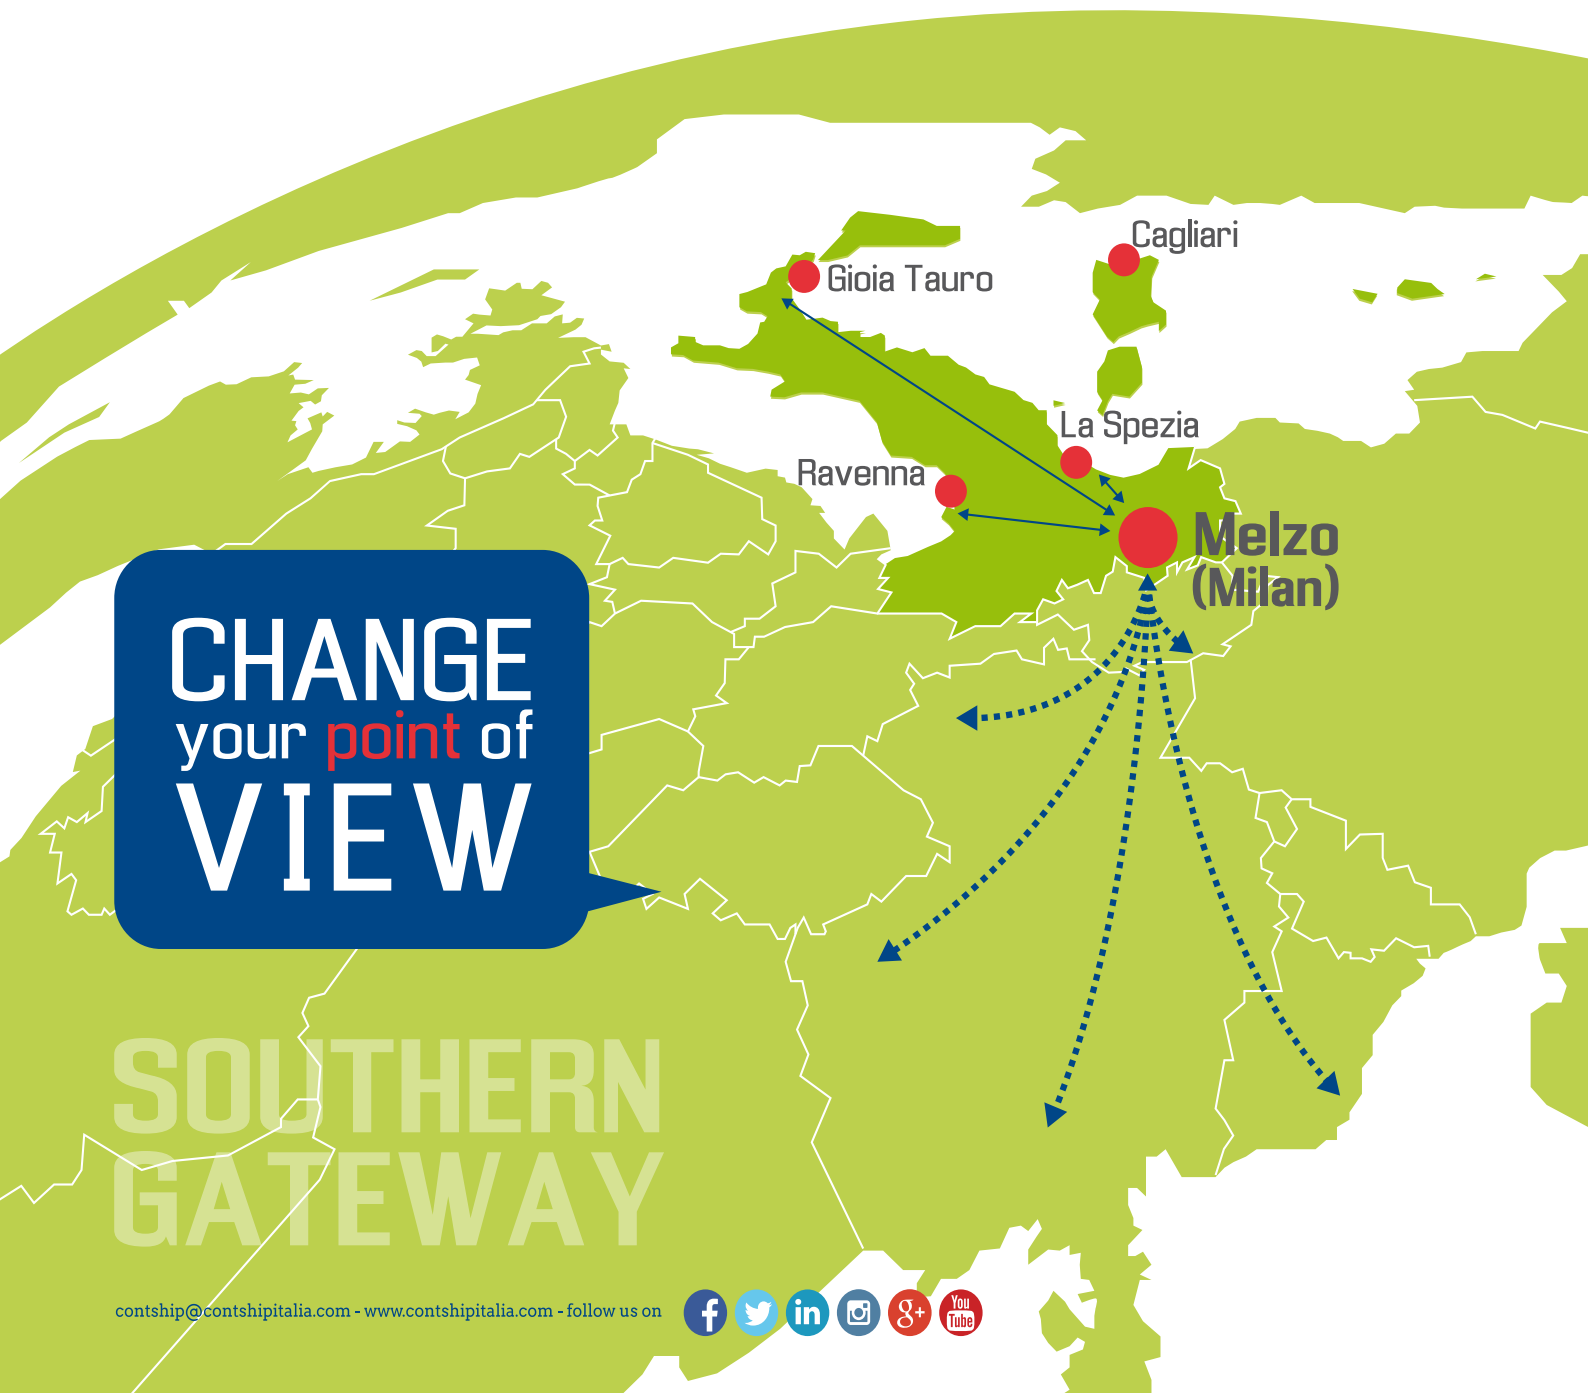 Cagliari
Gioia Tauro
La Spezia
Ravenna
Melzo
(Milan)
CHANGE
your point of
VIEW
SOUTHERN
GATEWAY
contship@contshipitalia.com - www.contshipitalia.com - follow us on
f
in
g+
You
Tube